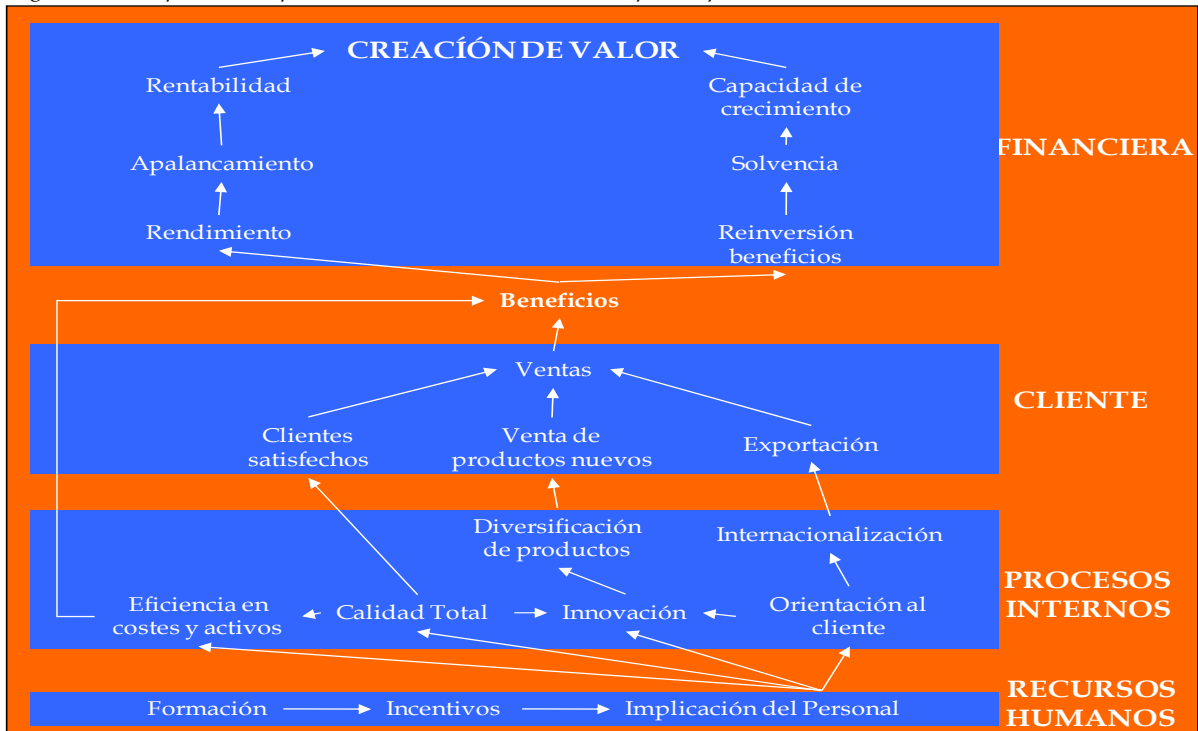 CREACÍÓN DE VALOR
Rentabilidad
Capacidad de
crecimiento
Apalancamiento
Solvencia
FINANCIERA
Rendimiento
Reinversión
beneficios
Beneficios
Ventas
CLIENTE
Clientes
satisfechos
Venta de
productos nuevos
Exportación
Diversificación
de productos
Internacionalización
PROCESOS
INTERNOS
Eficiencia en
costes y activos
Calidad Total
Innovación
Orientación al
cliente
RECURSOS
HUMANOS
Formación
Incentivos
Implicación del Personal